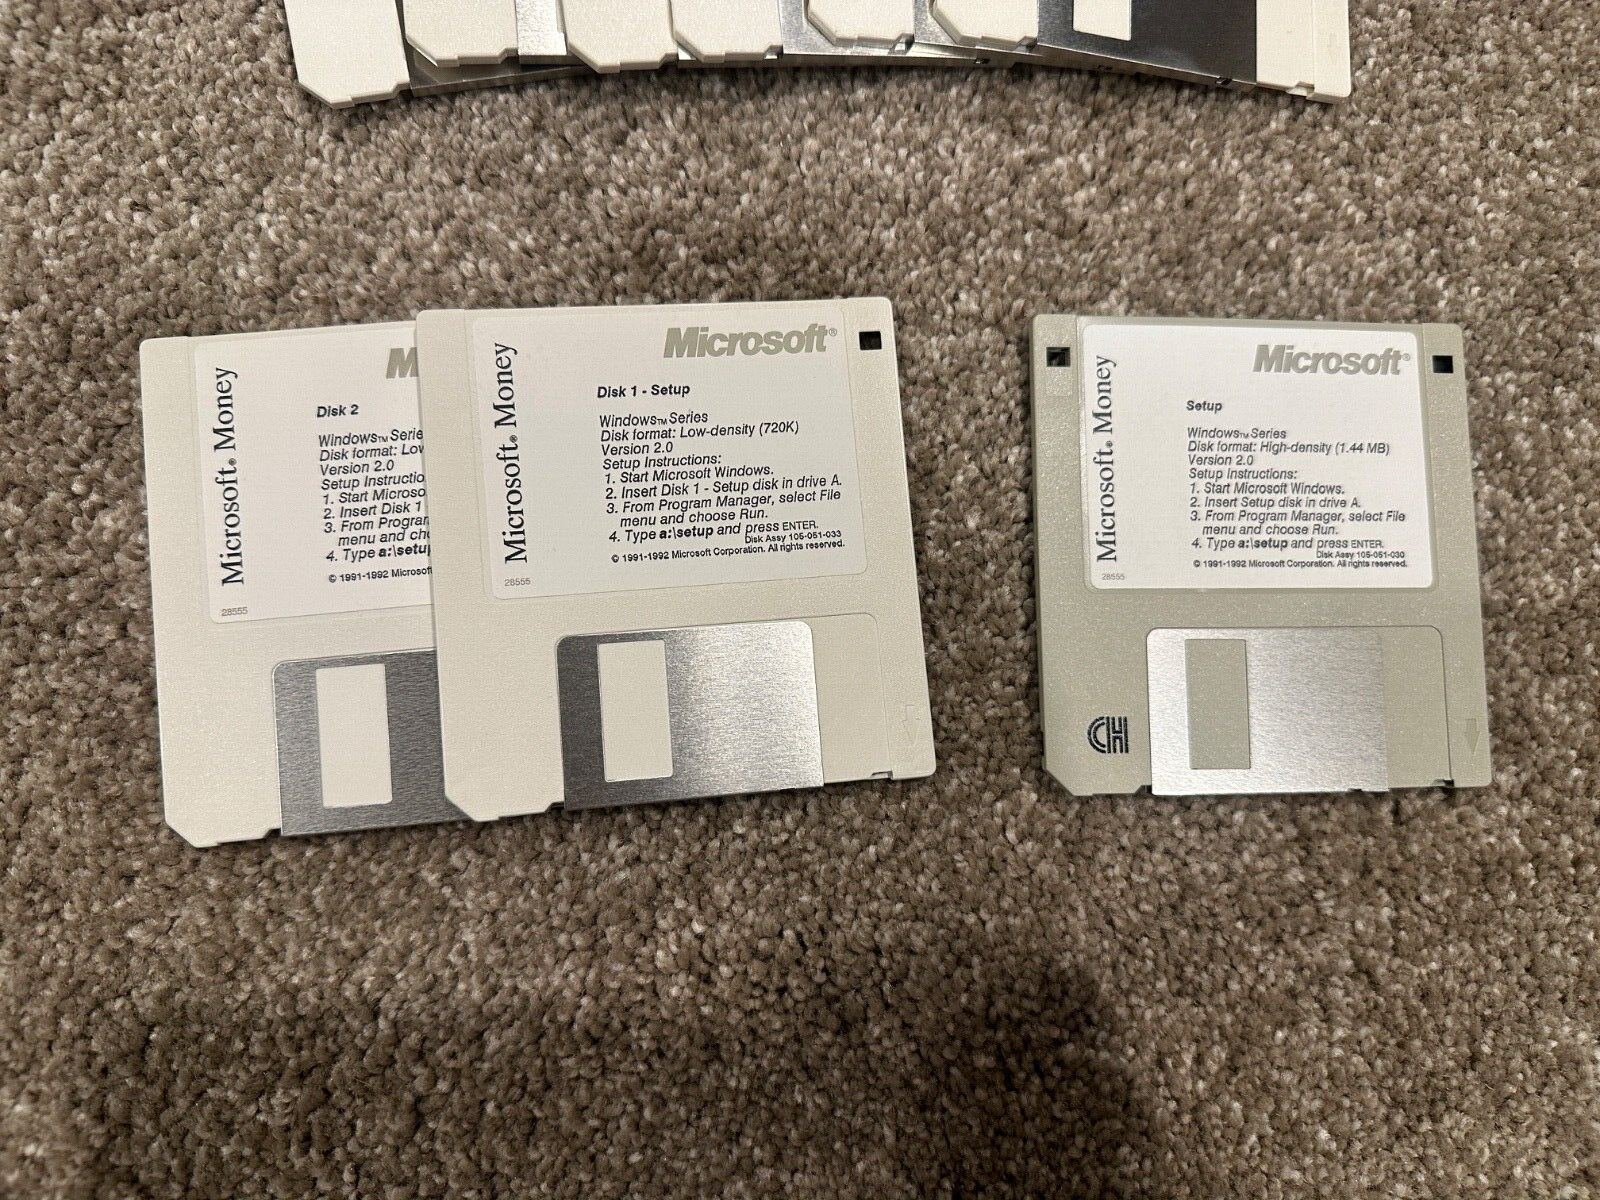 Microsoft® Money
M
Disk 2
Windows™ Serie
Disk format:
Version 2.0
Setup Instructio
1. Start Microso
2. Insert Disk 1
3. From Program
menu and
4. Type a:\setup
© 1991-1992 Microsoft
28555
Microsoft® Money
Microsoft®
Disk 1 - Setup
Windows™ Series
Disk format: Low-density (720K)
Version 2.0
Setup Instructions:
1. Start Microsoft Windows.
2. Insert Disk 1 - Setup disk in drive A.
3. From Program Manager, select File
menu and choose Run.
4. Type a:\setup and press ENTER.
Disk Assy 105-051-033
© 1991-1992 Microsoft Corporation. All rights reserved.
28555
Microsoft® Money
Microsoft®
Setup
Windows™ Series
Disk format: High-density (1.44 MB)
Version 2.0
Setup Instructions:
1. Start Microsoft Windows.
2. Insert Setup disk in drive A.
3. From Program Manager, select File
menu and choose Run.
4. Type a:\setup and press ENTER.
Disk Assy 105-051-030
© 1991-1992 Microsoft Corporation. All rights reserved.
28555
CH